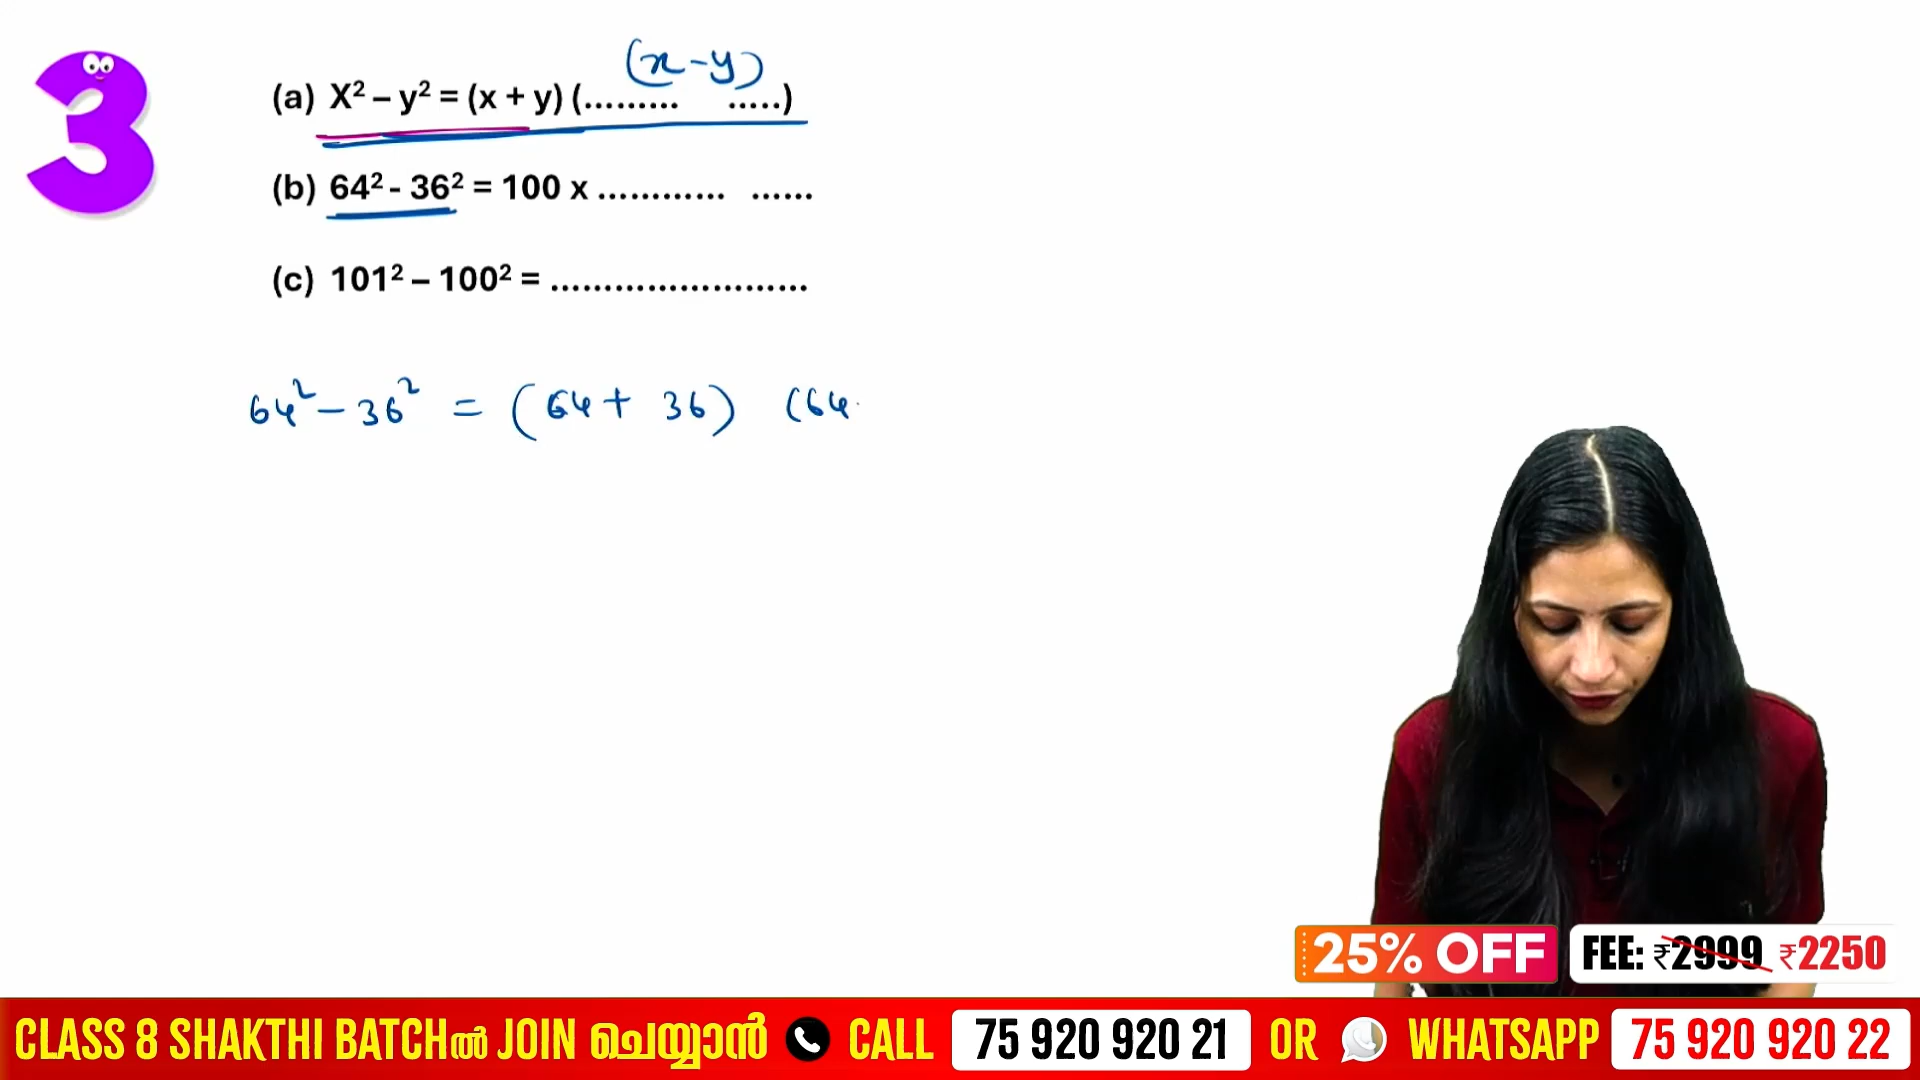 3
(x-y)
(a) X² – y² = (x + y) (......... .....)
(b) 64² - 36² = 100 x ............ ......
(c) 101² – 100² = ........................
64² - 36² = (64 + 36) (64
25% OFF FEE: ₹2999 ₹2250
CLASS 8 SHAKTHI BATCHൽ JOIN ചെയ്യാൻ CALL 75 920 920 21 OR WHATSAPP 75 920 920 22